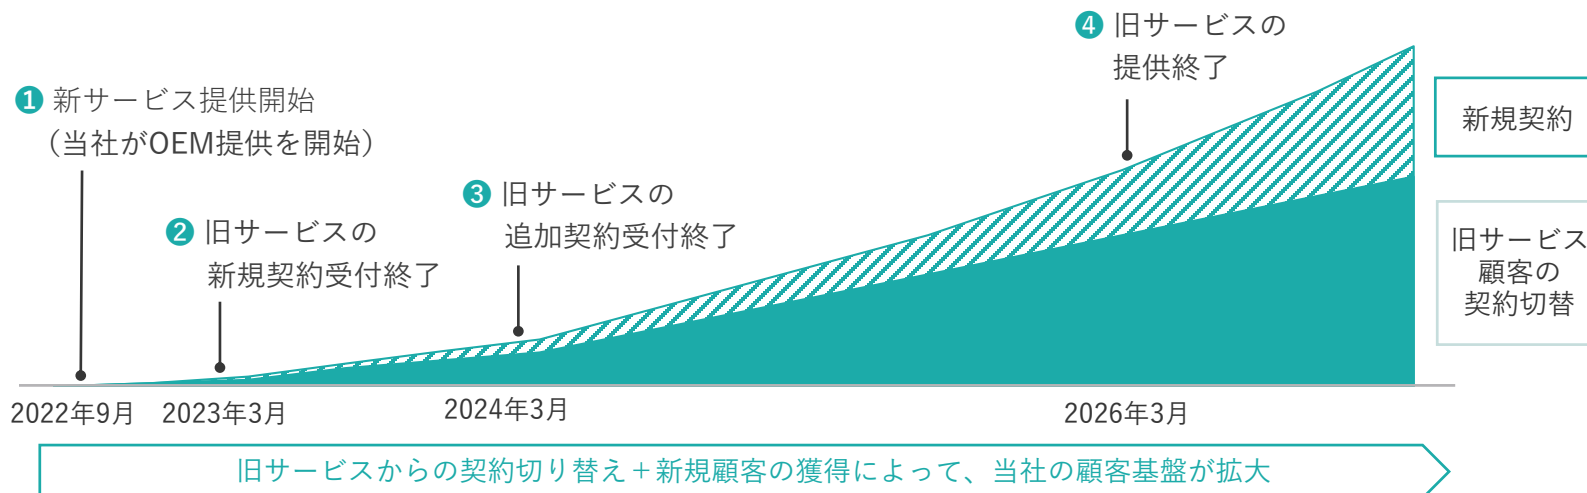 ❶ 新サービス提供開始
（当社がOEM提供を開始）
❷ 旧サービスの
新規契約受付終了
❸ 旧サービスの
追加契約受付終了
❹ 旧サービスの
提供終了
新規契約
旧サービス
顧客の
契約切替
2022年9月
2023年3月
2024年3月
2026年3月
旧サービスからの契約切り替え＋新規顧客の獲得によって、当社の顧客基盤が拡大